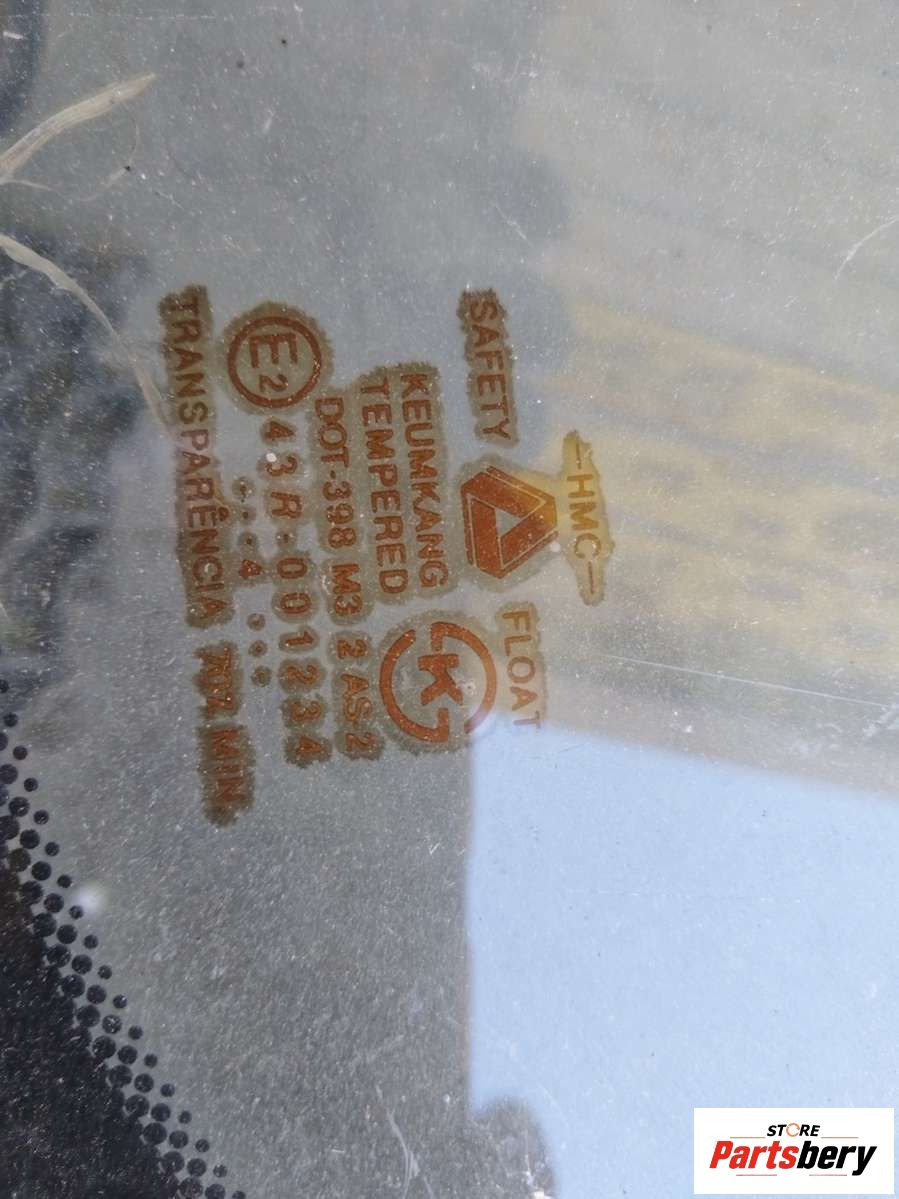 -HMC-
SAFETY FLOAT
KEUMKANG
TEMPERED
K
DOT-398 M3 2 AS-2
E2 43R-001234
....4 ...
TRANSPARÊNCIA 70% MIN.
STORE
Partsbery